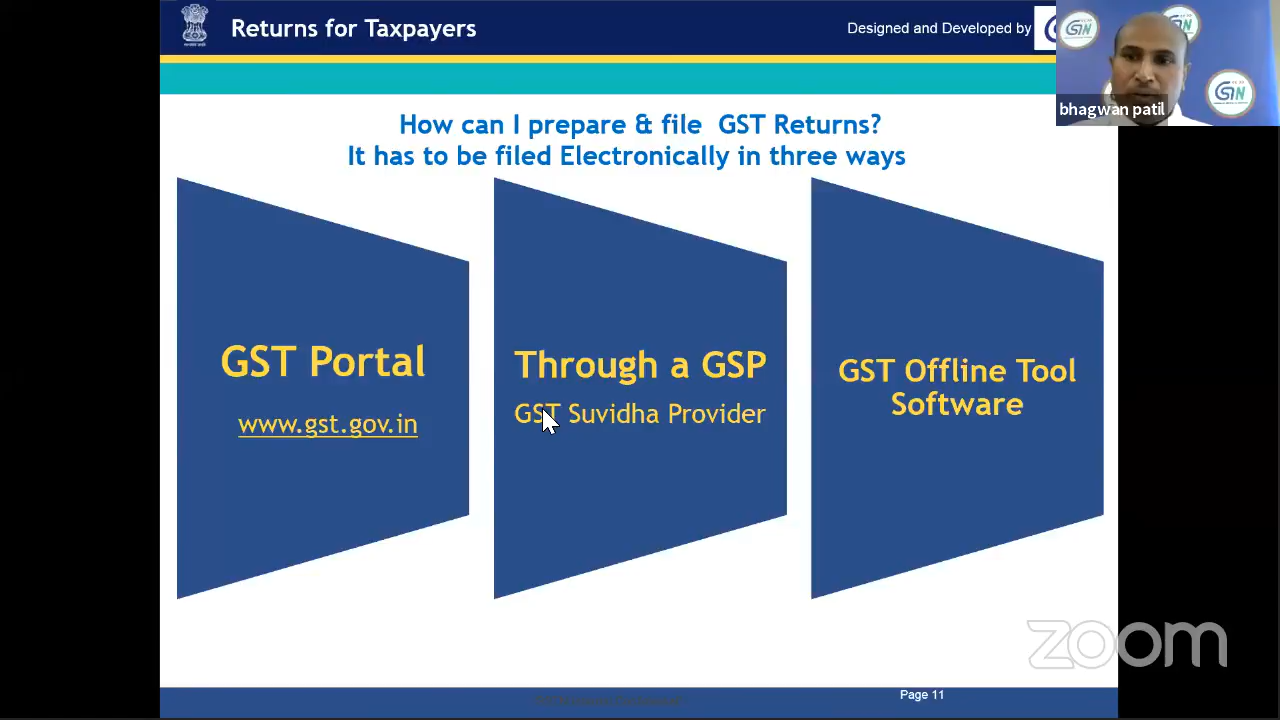 Returns for Taxpayers
Designed and Developed by
bhagwan patil
How can I prepare & file GST Returns?
It has to be filed Electronically in three ways
GST Portal
www.gst.gov.in
Through a GSP
GST Suvidha Provider
GST Offline Tool
Software
zoom
Page 11